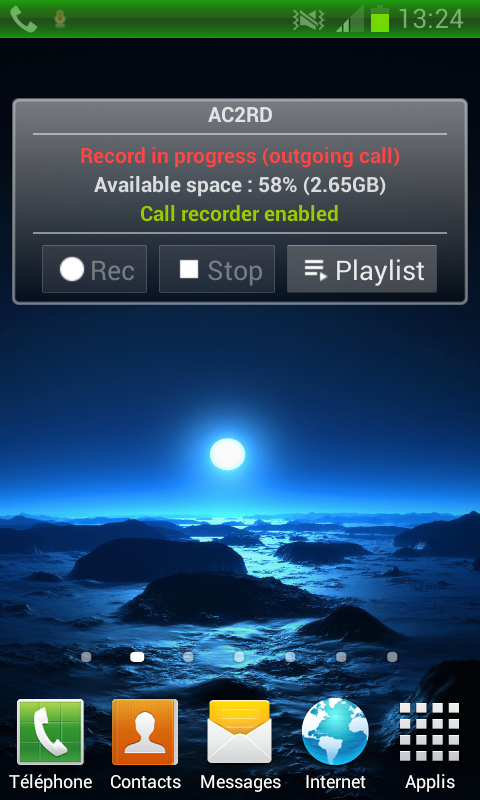 13:24
AC2RD
Record in progress (outgoing call)
Available space : 58% (2.65GB)
Call recorder enabled
Rec Stop Playlist
Téléphone Contacts Messages Internet Applis